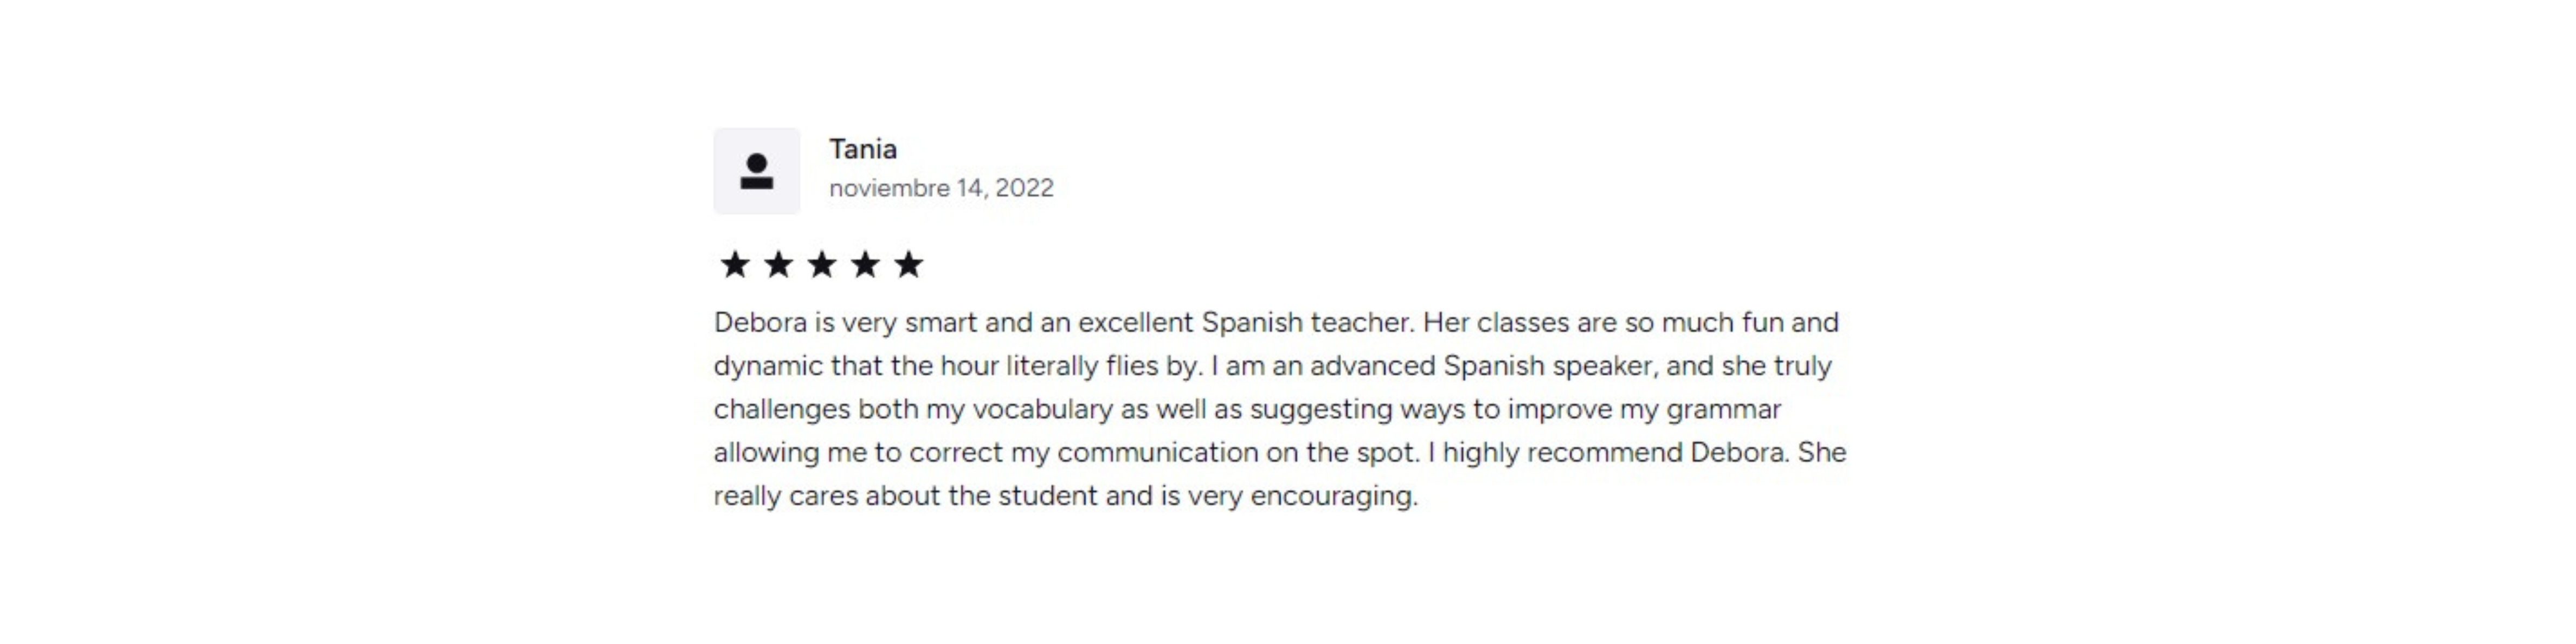 Tania
noviembre 14, 2022
Debora is very smart and an excellent Spanish teacher. Her classes are so much fun and
dynamic that the hour literally flies by. I am an advanced Spanish speaker, and she truly
challenges both my vocabulary as well as suggesting ways to improve my grammar
allowing me to correct my communication on the spot. I highly recommend Debora. She
really cares about the student and is very encouraging.